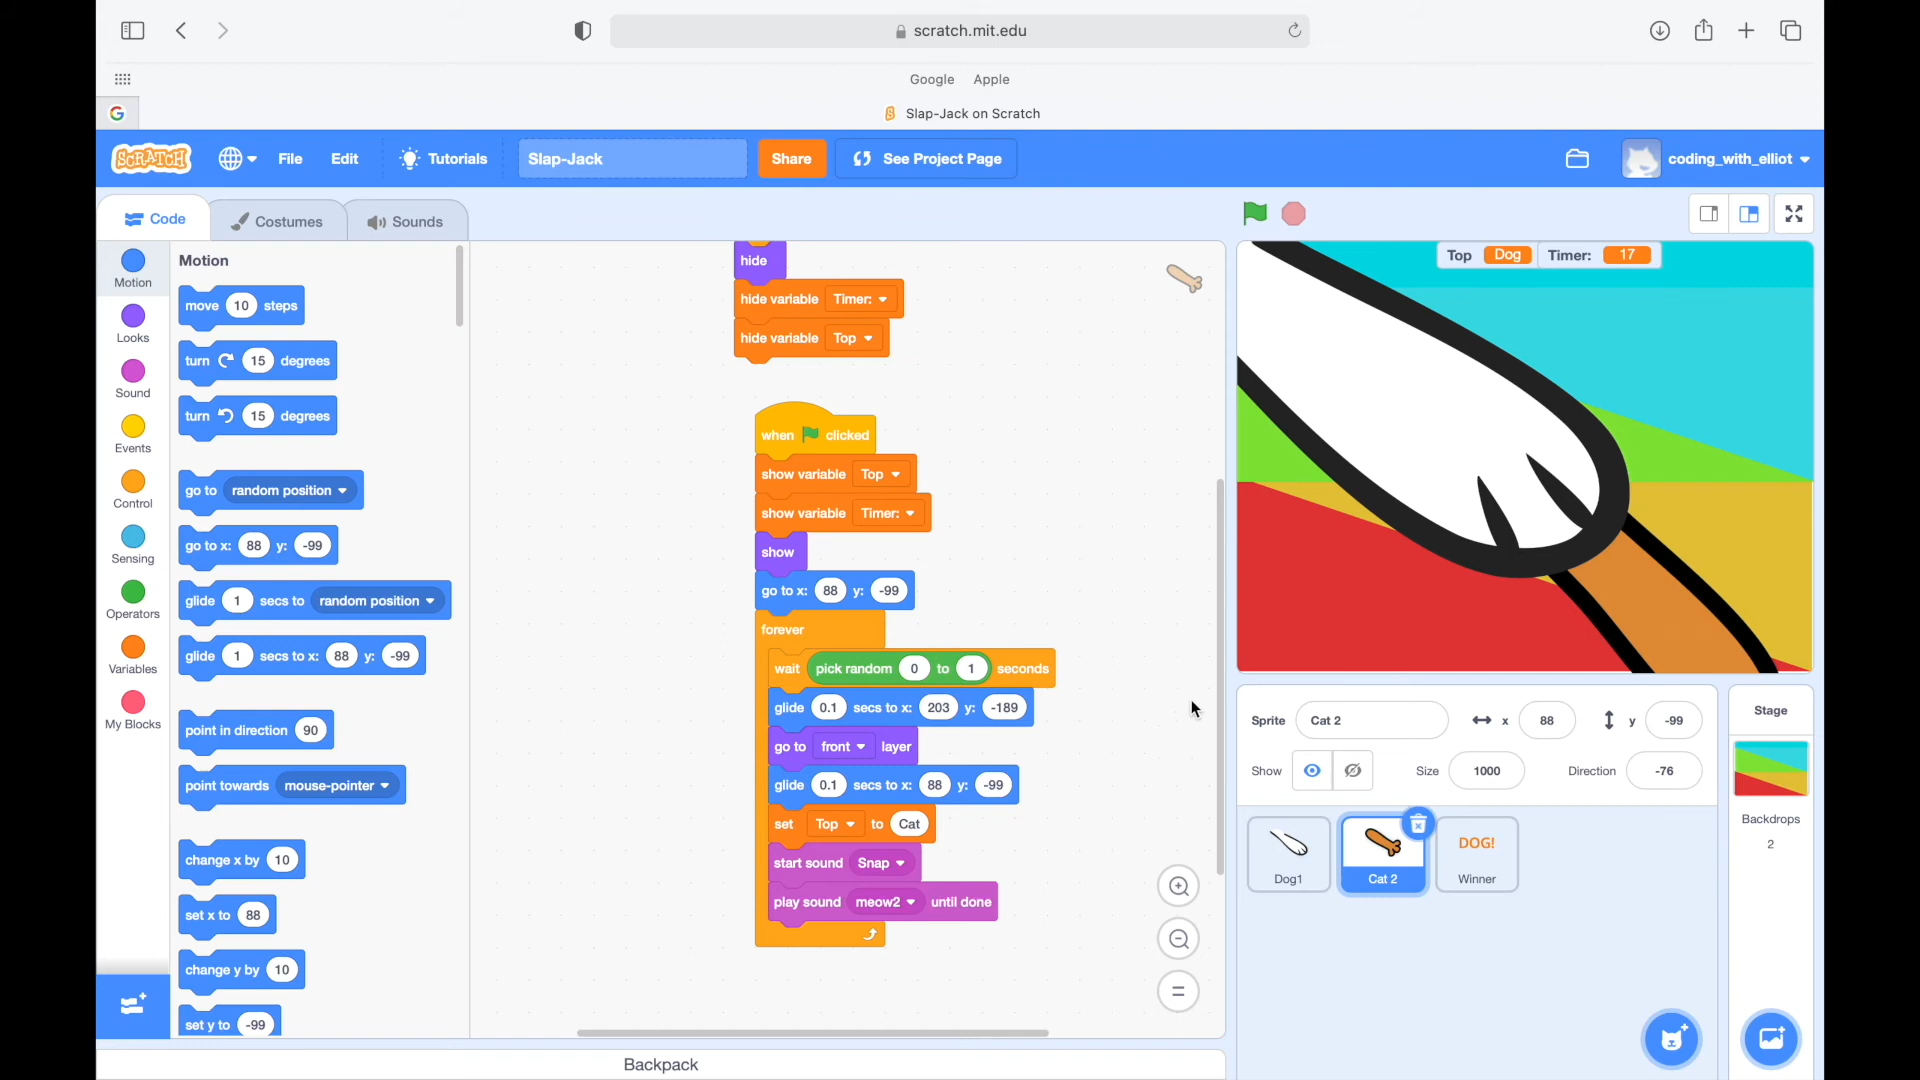 scratch.mit.edu
Google Apple
Slap-Jack on Scratch
SCRATCH File Edit Tutorials Slap-Jack Share See Project Page coding_with_elliot
Code Costumes Sounds
Motion
Looks
Sound
Events
Control
Sensing
Operators
Variables
My Blocks
Motion
move 10 steps
turn 15 degrees
turn 15 degrees
go to random position
go to x: 88 y: -99
glide 1 secs to random position
glide 1 secs to x: 88 y: -99
point in direction 90
point towards mouse-pointer
change x by 10
set x to 88
change y by 10
set y to -99
hide
hide variable Timer:
hide variable Top
when clicked
show variable Top
show variable Timer:
show
go to x: 88 y: -99
forever
wait pick random 0 to 1 seconds
glide 0.1 secs to x: 203 y: -189
go to front layer
glide 0.1 secs to x: 88 y: -99
set Top to Cat
start sound Snap
play sound meow2 until done
Backpack
Top Dog Timer: 17
Sprite Cat 2 x 88 y -99
Show Size 1000 Direction -76
Dog1
Cat 2
DOG!
Winner
Stage
Backdrops
2